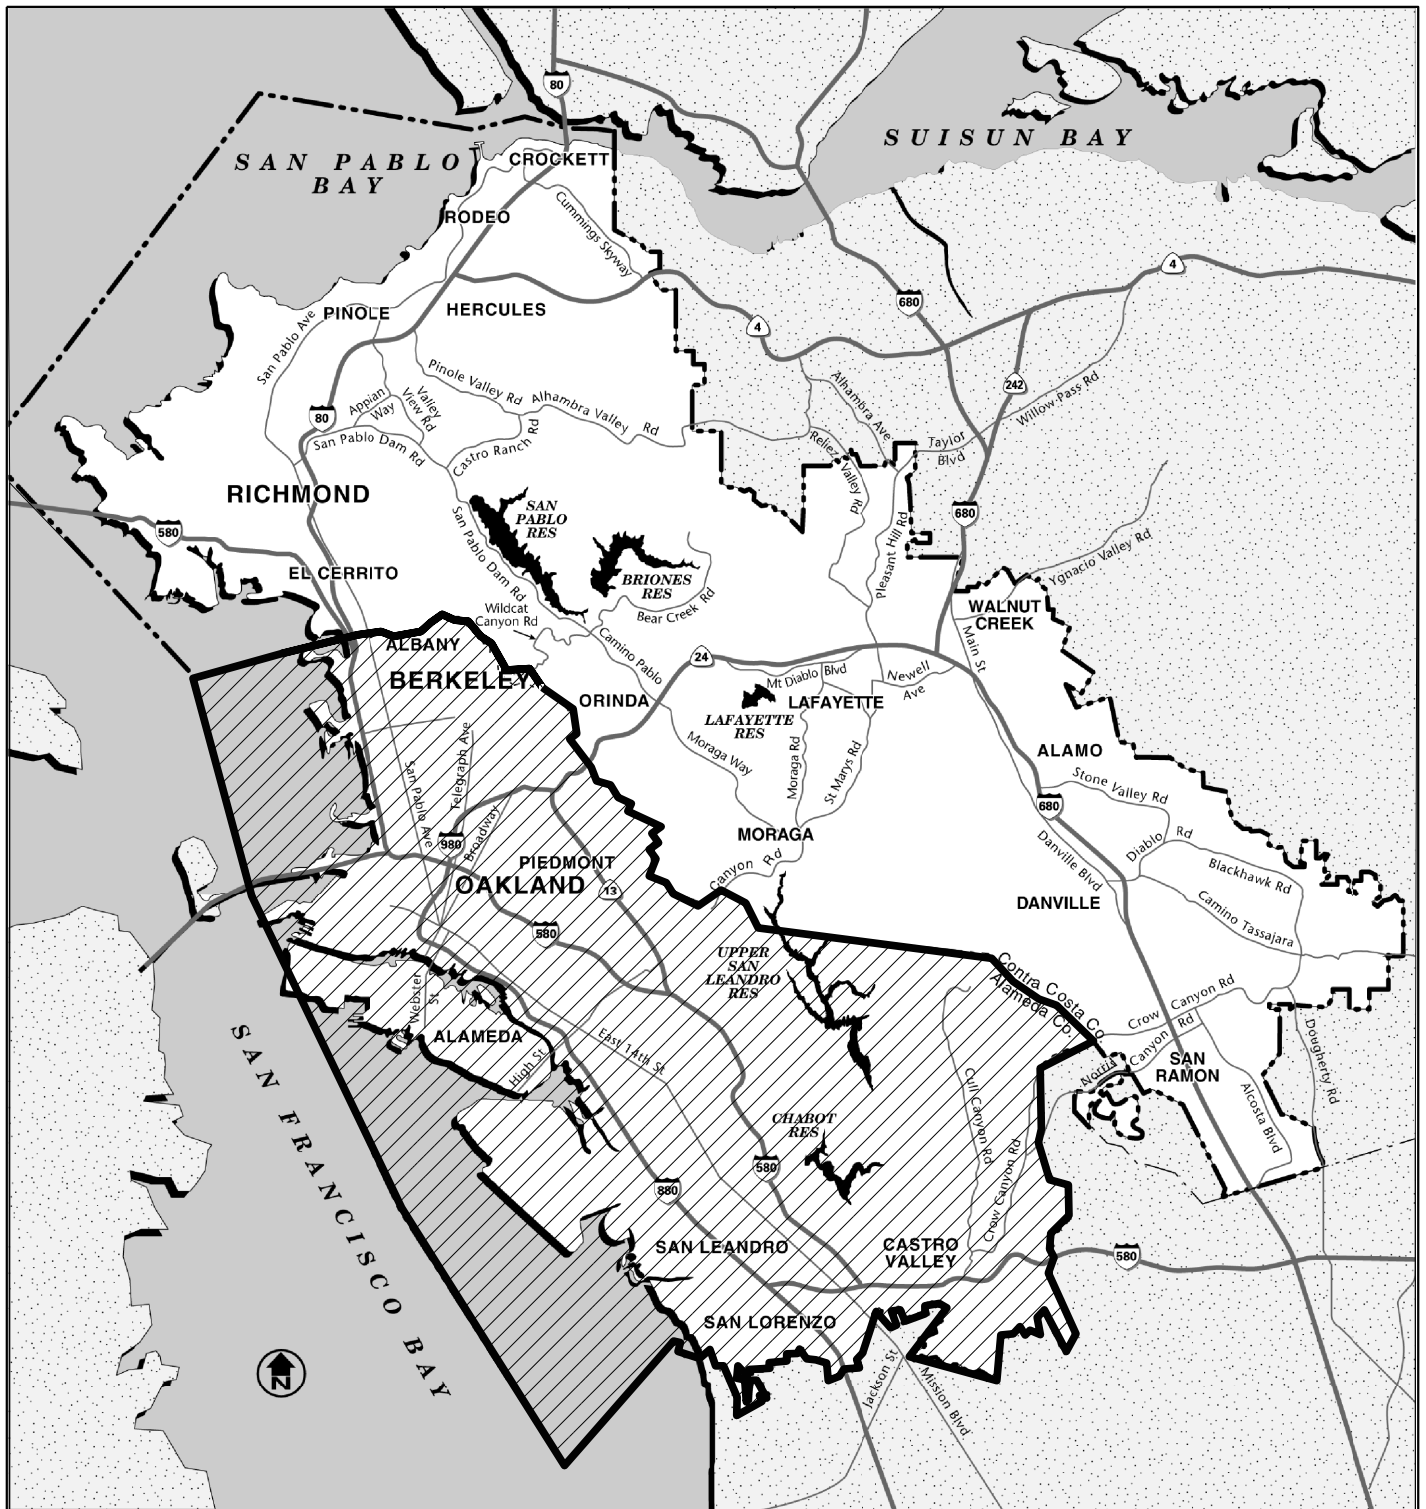 80
SUISUN BAY
SAN PABLO
BAY
CROCKETT
RODEO
Cummings Skyway
4
680
PINOLE
HERCULES
San Pablo Ave
4
242
Willow Pass Rd
Alhambra Ave
Pinole Valley Rd
Alhambra Valley Rd
Appian
Way
Valley
View Rd
80
San Pablo Dam Rd
Castro Ranch Rd
Reliez Valley Rd
Taylor
Blvd
RICHMOND
SAN
PABLO
RES
680
580
San Pablo Dam Rd
Pleasant Hill Rd
Ygnacio Valley Rd
EL CERRITO
BRIONES
RES
Bear Creek Rd
Wildcat
Canyon Rd
WALNUT
CREEK
Main St
ALBANY
BERKELEY
Camino Pablo
24
Mt Diablo Blvd
Newell
Ave
ORINDA
LAFAYETTE
LAFAYETTE
RES
Moraga Way
Moraga Rd
St Marys Rd
ALAMO
Stone Valley Rd
680
San Pablo Ave
Telegraph Ave
Broadway
980
MORAGA
Canyon Rd
Danville Blvd
Diablo Rd
Blackhawk Rd
PIEDMONT
OAKLAND
13
DANVILLE
Camino Tassajara
580
UPPER
SAN
LEANDRO
RES
Contra Costa Co.
Alameda Co.
Crow Canyon Rd
Webster
St
ALAMEDA
High St
East 14th St
Norris Canyon Rd
SAN
RAMON
Dougherty Rd
Alcosta Blvd
SAN FRANCISCO BAY
Cull Canyon Rd
Crow Canyon Rd
CHABOT
RES
580
880
SAN LEANDRO
CASTRO
VALLEY
580
SAN LORENZO
Jackson St
Mission Blvd
N